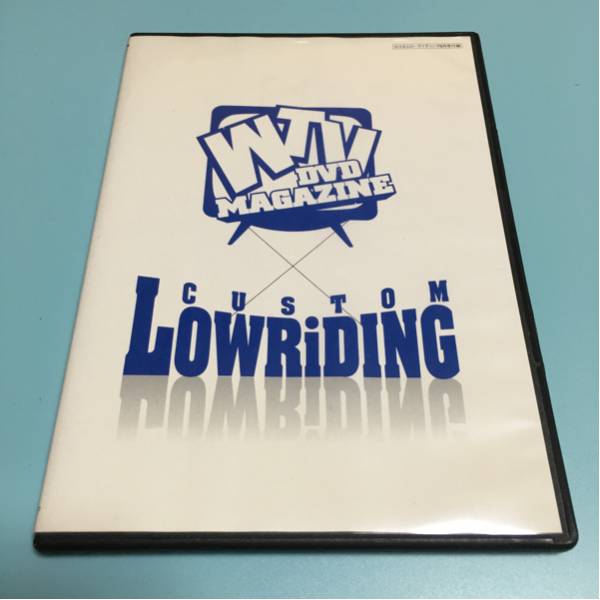 WTV
DVD
MAGAZINE
CUSTOM
LOWRiDING